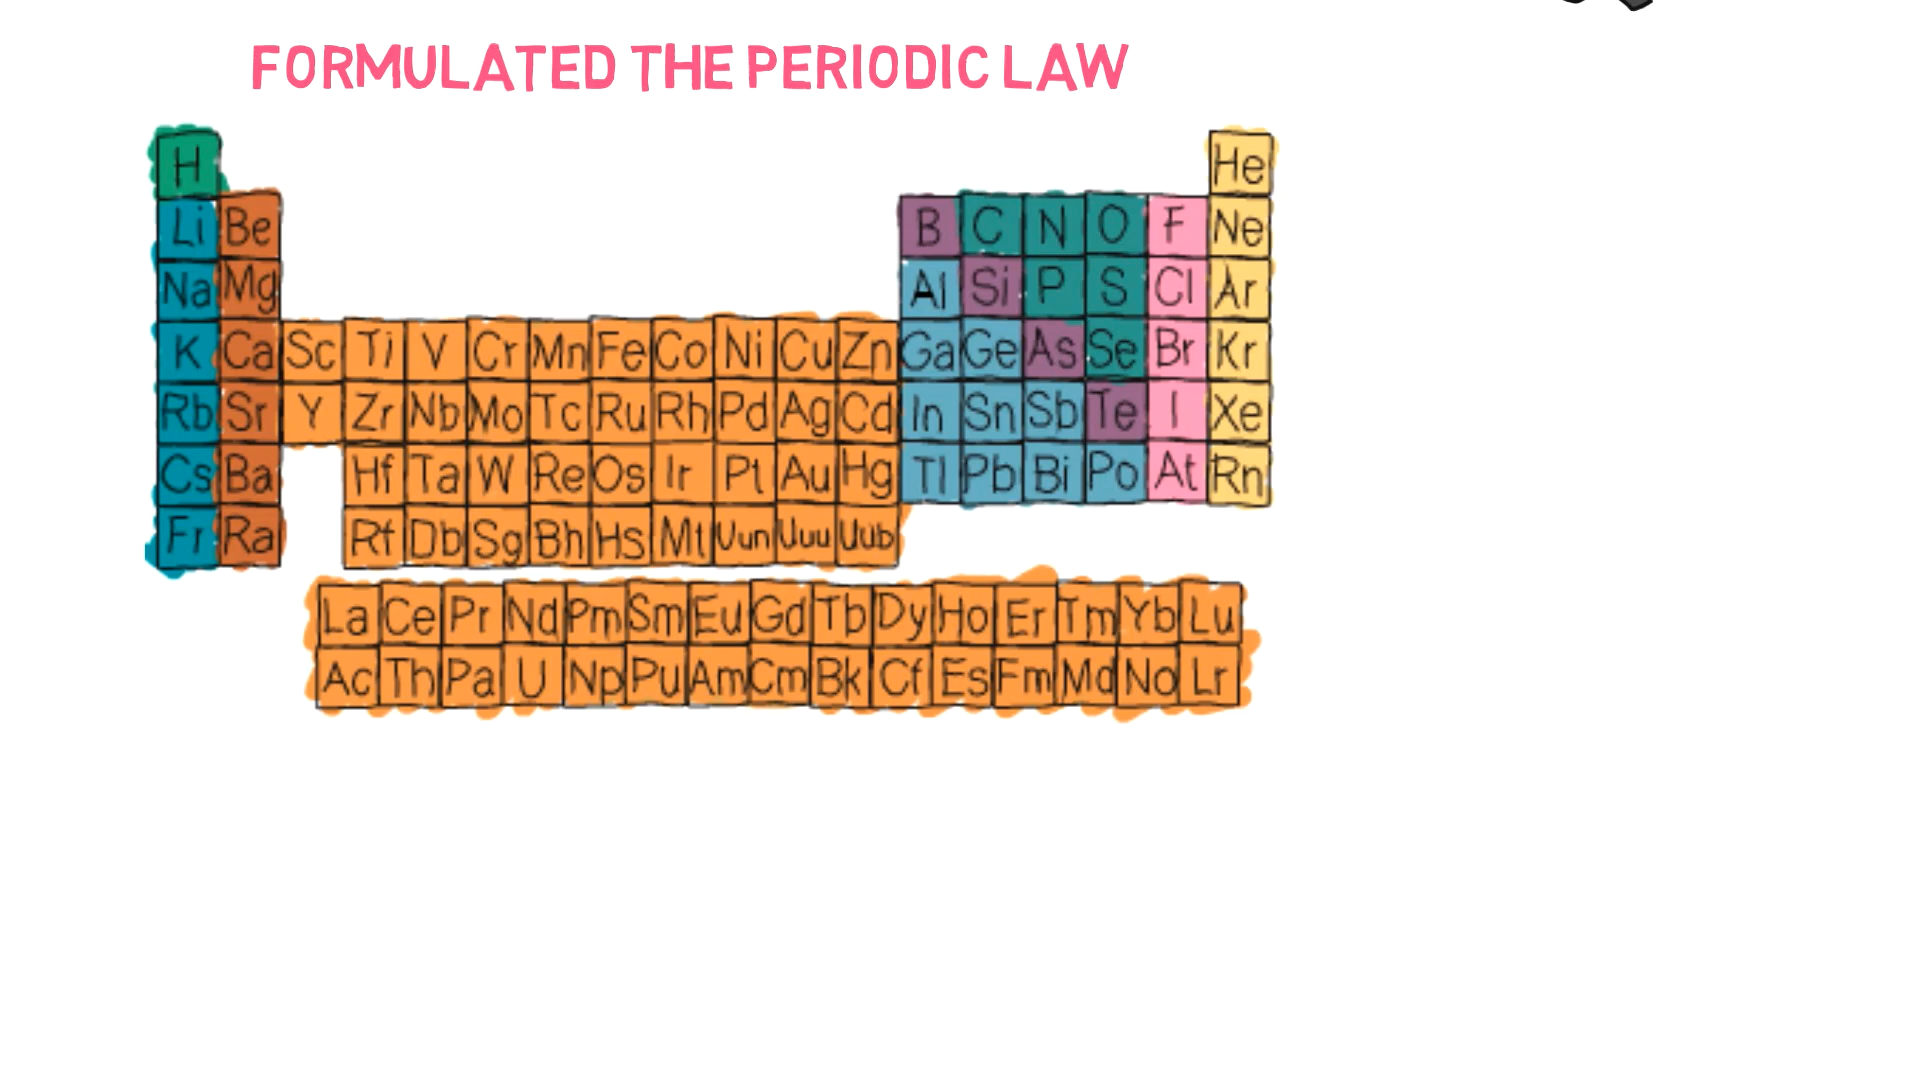 FORMULATED THE PERIODIC LAW
H He
Li Be B C N O F Ne
Na Mg Al Si P S Cl Ar
K Ca Sc Ti V Cr Mn Fe Co Ni Cu Zn Ga Ge As Se Br Kr
Rb Sr Y Zr Nb Mo Tc Ru Rh Pd Ag Cd In Sn Sb Te I Xe
Cs Ba Hf Ta W Re Os Ir Pt Au Hg Tl Pb Bi Po At Rn
Fr Ra Rf Db Sg Bh Hs Mt Uun Uuu Uub
La Ce Pr Nd Pm Sm Eu Gd Tb Dy Ho Er Tm Yb Lu
Ac Th Pa U Np Pu Am Cm Bk Cf Es Fm Md No Lr